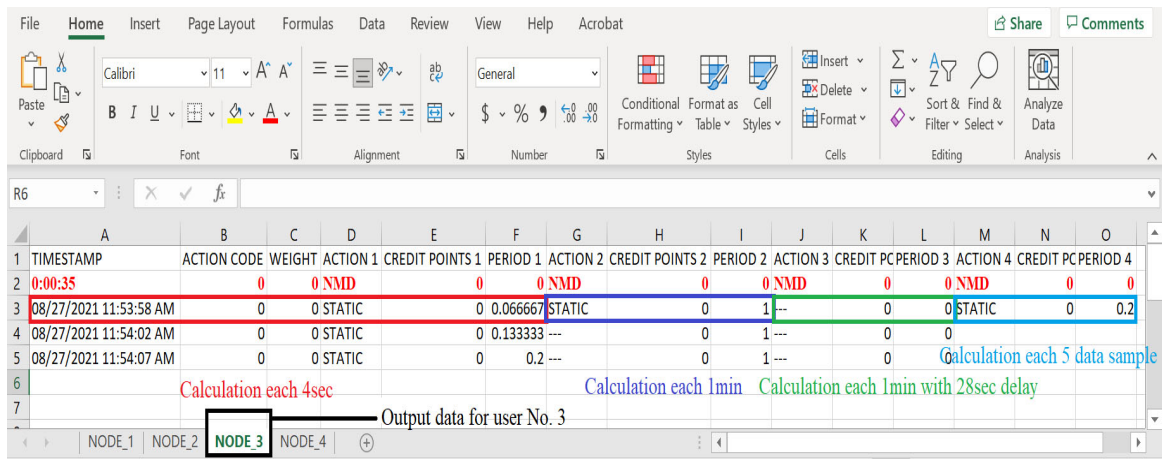 File Home Insert Page Layout Formulas Data Review View Help Acrobat Share Comments
Calibri 11 A^ A˅ ab General Insert Σ
Paste B I U A $ % 9 .00 .00 Conditional Format as Cell Delete Sort & Find & Analyze
Formatting Table Styles Format Filter Select Data
Clipboard Font Alignment Number Styles Cells Editing Analysis
R6 fx
A B C D E F G H I J K L M N O
1 TIMESTAMP ACTION CODE WEIGHT ACTION 1 CREDIT POINTS 1 PERIOD 1 ACTION 2 CREDIT POINTS 2 PERIOD 2 ACTION 3 CREDIT PC PERIOD 3 ACTION 4 CREDIT PC PERIOD 4
2 0:00:35 0 0 NMD 0 0 NMD 0 0 NMD 0 0 NMD 0 0
3 08/27/2021 11:53:58 AM 0 0 STATIC 0 0.066667 STATIC 0 1 --- 0 0 STATIC 0 0.2
4 08/27/2021 11:54:02 AM 0 0 STATIC 0 0.133333 --- 0 1 --- 0 0
5 08/27/2021 11:54:07 AM 0 0 STATIC 0 0.2 --- 0 1 --- 0 0
Calculation each 5 data sample
6 Calculation each 4sec Calculation each 1min Calculation each 1min with 28sec delay
7 Output data for user No. 3
NODE_1 NODE_2 NODE_3 NODE_4